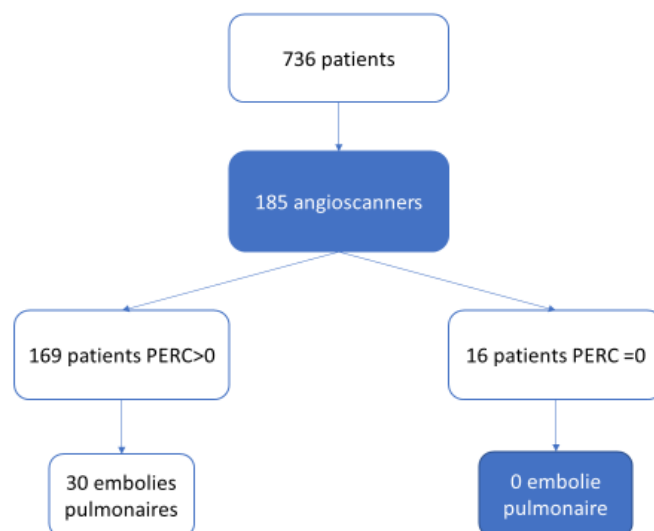 736 patients
185 angioscanners
169 patients PERC>0
16 patients PERC =0
30 embolies
pulmonaires
0 embolie
pulmonaire